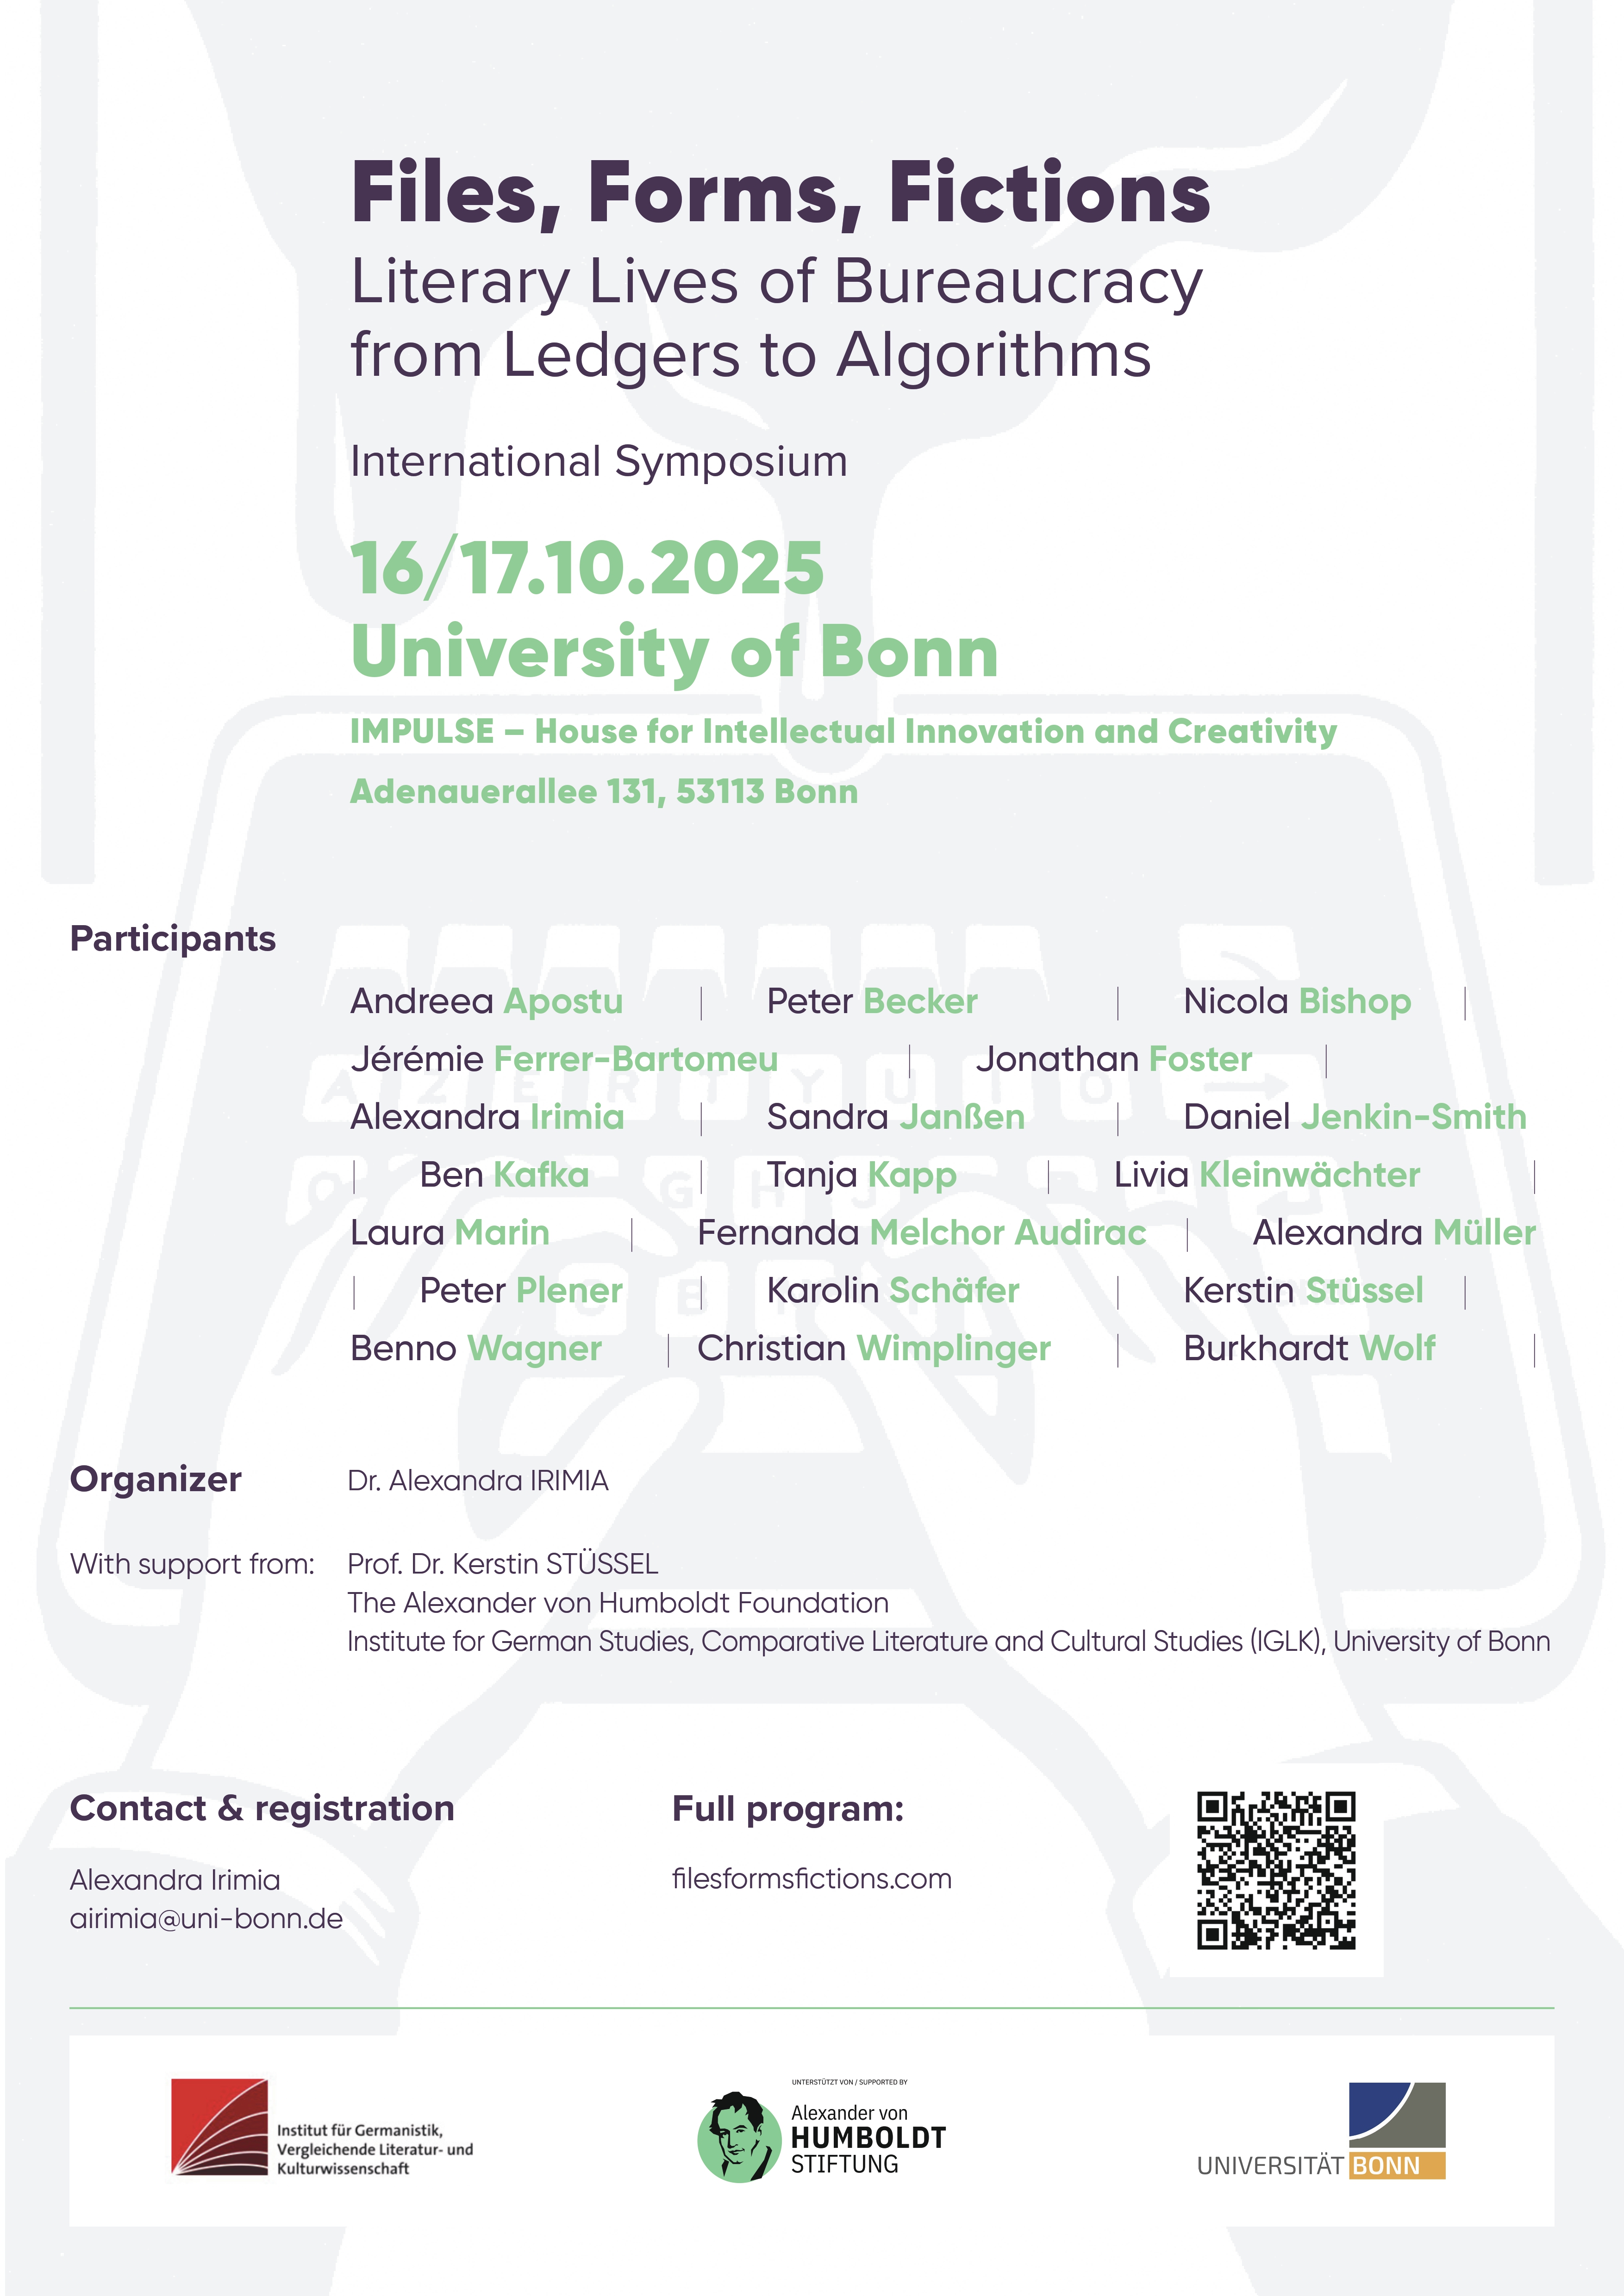 Files, Forms, Fictions
Literary Lives of Bureaucracy
from Ledgers to Algorithms
International Symposium
16/17.10.2025
University of Bonn
IMPULSE – House for Intellectual Innovation and Creativity
Adenauerallee 131, 53113 Bonn
Participants
Andreea Apostu | Peter Becker | Nicola Bishop |
Jérémie Ferrer-Bartomeu | Jonathan Foster |
Alexandra Irimia | Sandra Janßen | Daniel Jenkin-Smith
| Ben Kafka | Tanja Kapp | Livia Kleinwächter |
Laura Marin | Fernanda Melchor Audirac | Alexandra Müller
| Peter Plener | Karolin Schäfer | Kerstin Stüssel |
Benno Wagner | Christian Wimplinger | Burkhardt Wolf |
Organizer Dr. Alexandra IRIMIA
With support from: Prof. Dr. Kerstin STÜSSEL
The Alexander von Humboldt Foundation
Institute for German Studies, Comparative Literature and Cultural Studies (IGLK), University of Bonn
Contact & registration
Alexandra Irimia
airimia@uni-bonn.de
Full program:
filesformsfictions.com
Institut für Germanistik,
Vergleichende Literatur- und
Kulturwissenschaft
UNTERSTÜTZT VON / SUPPORTED BY
Alexander von
HUMBOLDT
STIFTUNG
UNIVERSITÄT BONN